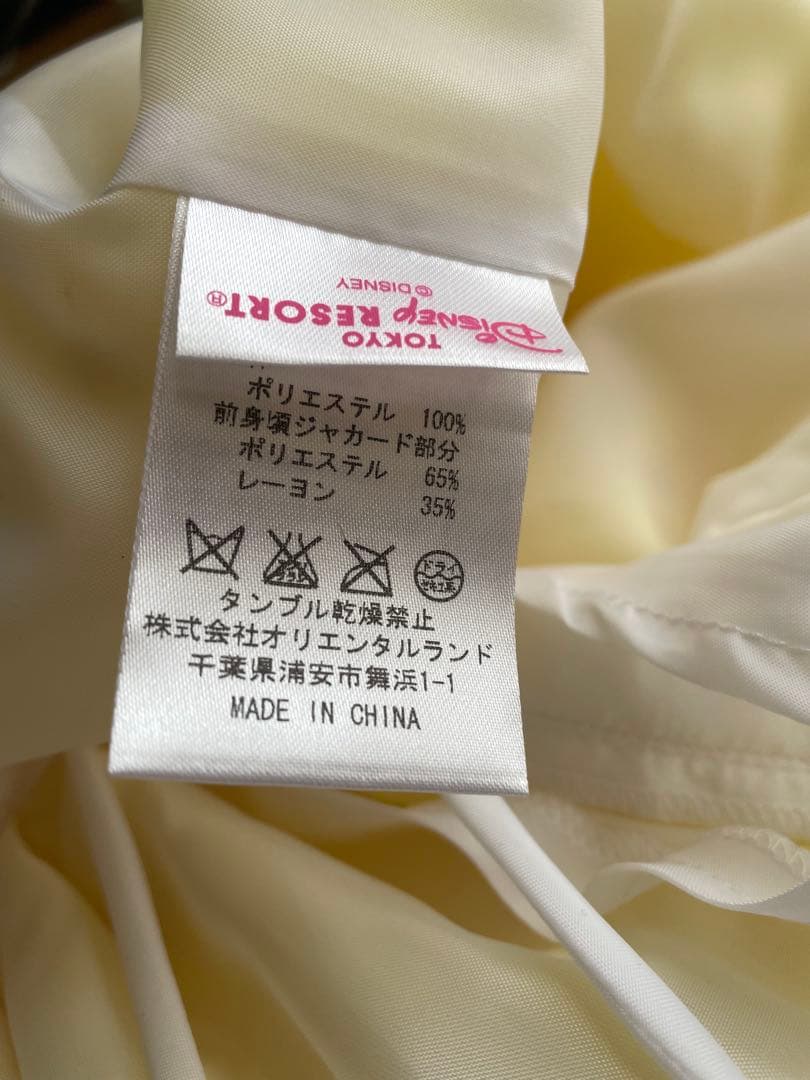 © DISNEY
TOKYO
Disney RESORT®
ポリエステル 100%
前身頃ジャカード部分
ポリエステル 65%
レーヨン 35%
ドライ
タンブル乾燥禁止
株式会社オリエンタルランド
千葉県浦安市舞浜1-1
MADE IN CHINA